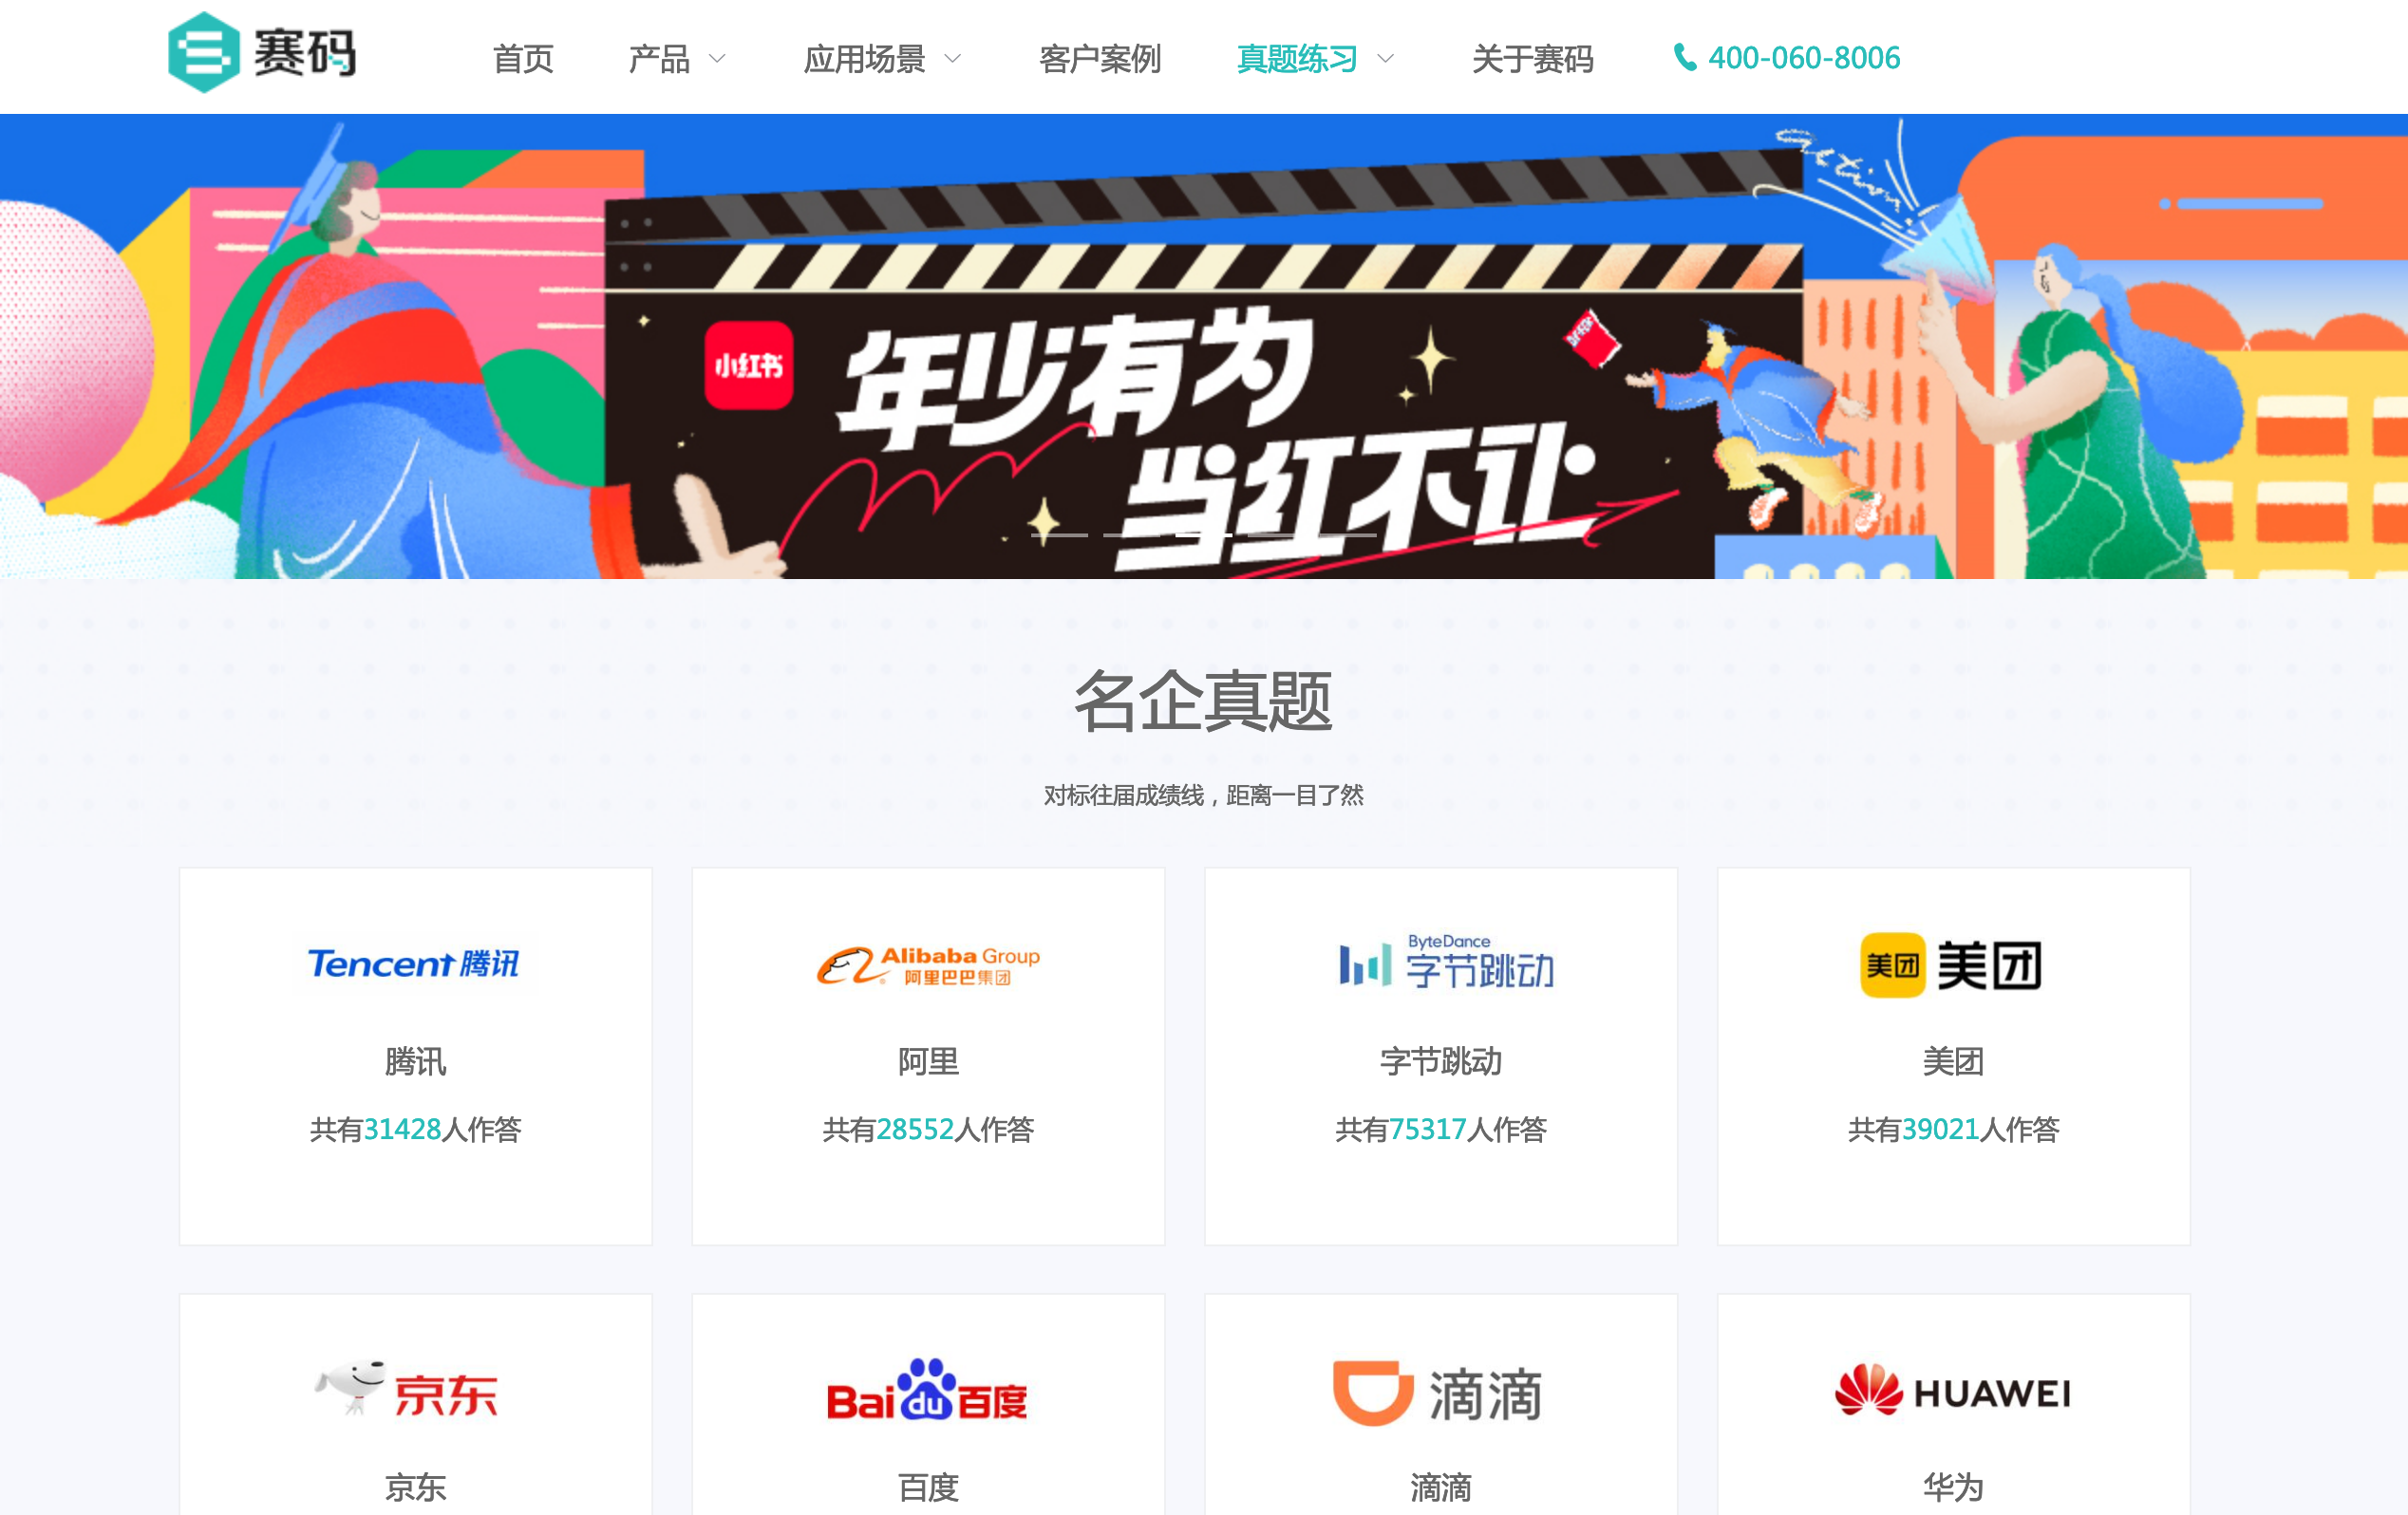 赛码
首页 产品 应用场景 客户案例 真题练习 关于赛码 400-060-8006
小红书
年少有为
当红不让
名企真题
对标往届成绩线，距离一目了然
Tencent 腾讯
腾讯
共有31428人作答
Alibaba Group
阿里巴巴集团
阿里
共有28552人作答
ByteDance
字节跳动
字节跳动
共有75317人作答
美团 美团
美团
共有39021人作答
京东
京东
Bai du 百度
百度
滴滴
滴滴
HUAWEI
华为